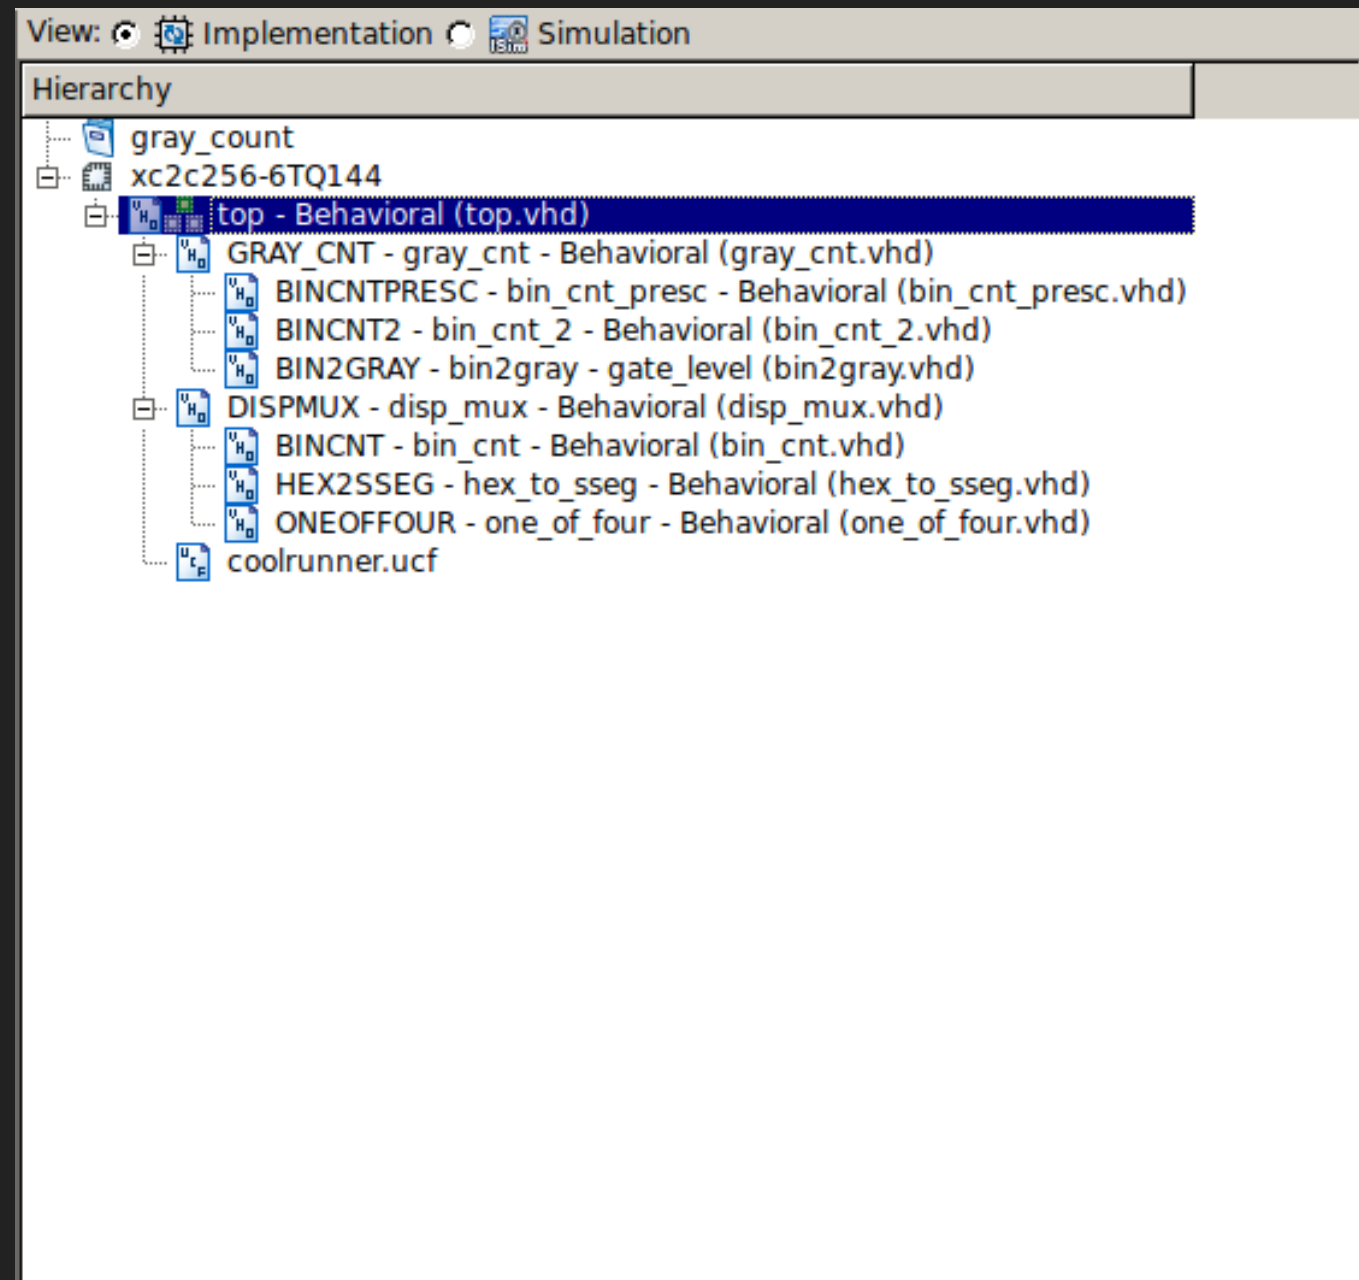 View: Implementation Simulation
Hierarchy
gray_count
xc2c256-6TQ144
top - Behavioral (top.vhd)
GRAY_CNT - gray_cnt - Behavioral (gray_cnt.vhd)
BINCNTPRESC - bin_cnt_presc - Behavioral (bin_cnt_presc.vhd)
BINCNT2 - bin_cnt_2 - Behavioral (bin_cnt_2.vhd)
BIN2GRAY - bin2gray - gate_level (bin2gray.vhd)
DISPMUX - disp_mux - Behavioral (disp_mux.vhd)
BINCNT - bin_cnt - Behavioral (bin_cnt.vhd)
HEX2SSEG - hex_to_sseg - Behavioral (hex_to_sseg.vhd)
ONEOFFOUR - one_of_four - Behavioral (one_of_four.vhd)
coolrunner.ucf